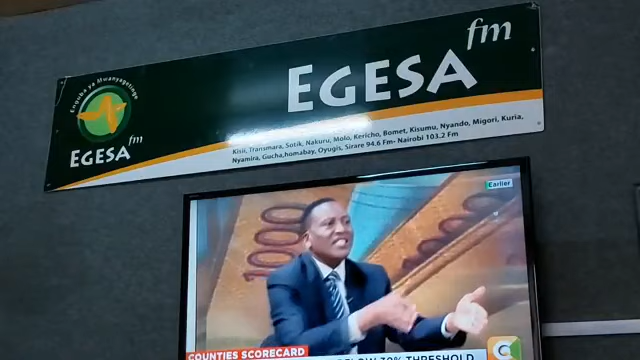 Enguba ya Mwanyagetinge
EGESA fm
EGESA fm
Kisii, Transmara, Sotik, Nakuru, Molo, Kericho, Bomet, Kisumu, Nyando, Migori, Kuria,
Nyamira, Gucha,homabay, Oyugis, Sirare 94.6 Fm- Nairobi 103.2 Fm
Earlier
1000
COUNTIES SCORECARD
30% THRESHOLD